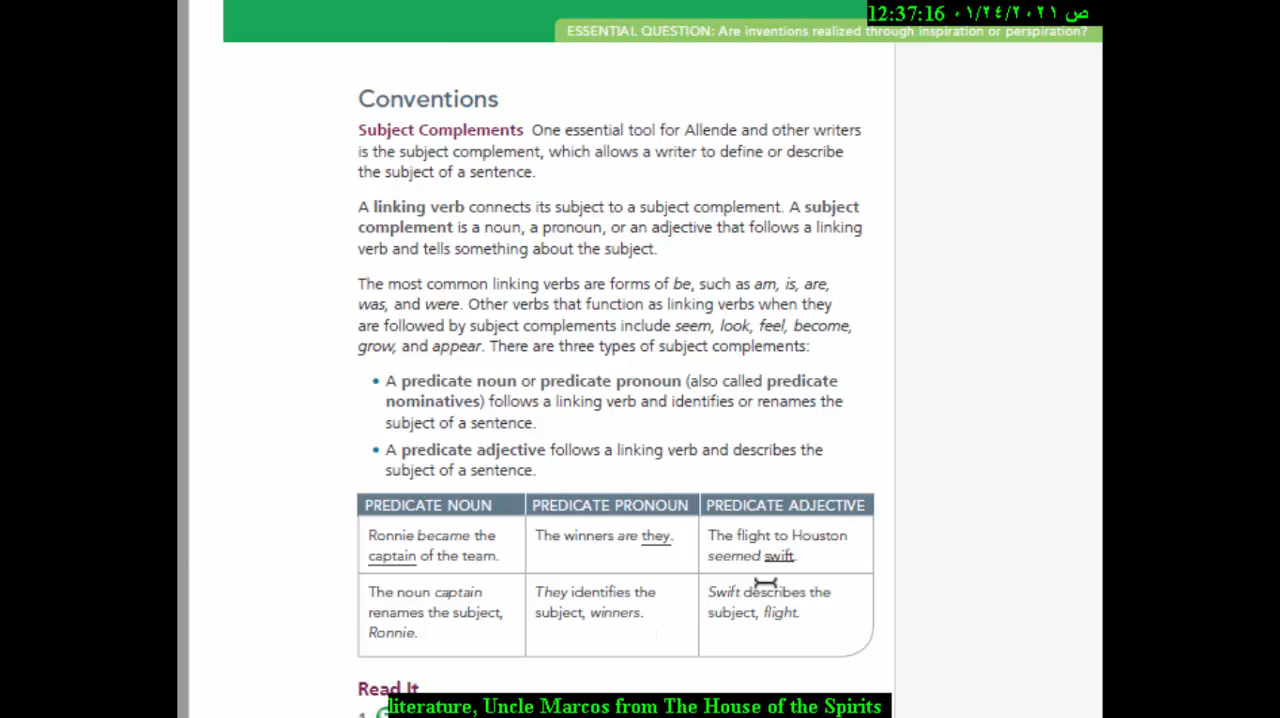 12:37:16 ٠١/٢٤/٢٠٢١ ص
ESSENTIAL QUESTION: Are inventions realized through inspiration or perspiration?
Conventions
Subject Complements One essential tool for Allende and other writers
is the subject complement, which allows a writer to define or describe
the subject of a sentence.
A linking verb connects its subject to a subject complement. A subject
complement is a noun, a pronoun, or an adjective that follows a linking
verb and tells something about the subject.
The most common linking verbs are forms of be, such as am, is, are,
was, and were. Other verbs that function as linking verbs when they
are followed by subject complements include seem, look, feel, become,
grow, and appear. There are three types of subject complements:
• A predicate noun or predicate pronoun (also called predicate
nominatives) follows a linking verb and identifies or renames the
subject of a sentence.
• A predicate adjective follows a linking verb and describes the
subject of a sentence.
PREDICATE NOUN PREDICATE PRONOUN PREDICATE ADJECTIVE
Ronnie became the
captain of the team.
The winners are they.
The flight to Houston
seemed swift.
The noun captain
renames the subject,
Ronnie.
They identifies the
subject, winners.
Swift describes the
subject, flight.
Read It
literature, Uncle Marcos from The House of the Spirits